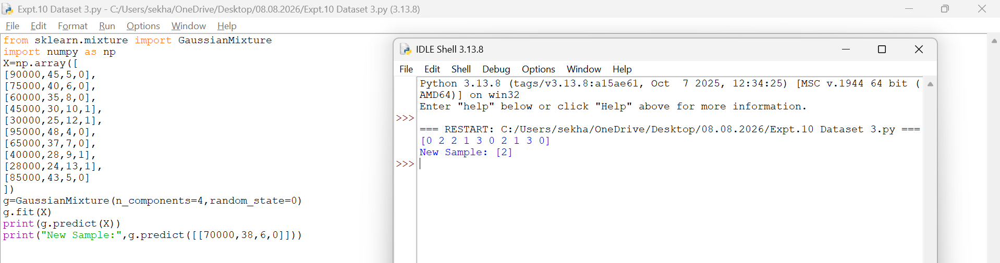 Expt.10 Dataset 3.py - C:/Users/sekha/OneDrive/Desktop/08.08.2026/Expt.10 Dataset 3.py (3.13.8)
File Edit Format Run Options Window Help
from sklearn.mixture import GaussianMixture
import numpy as np
X=np.array([
[90000,45,5,0],
[75000,40,6,0],
[60000,35,8,0],
[45000,30,10,1],
[30000,25,12,1],
[95000,48,4,0],
[65000,37,7,0],
[40000,28,9,1],
[28000,24,13,1],
[85000,43,5,0]
])
g=GaussianMixture(n_components=4,random_state=0)
g.fit(X)
print(g.predict(X))
print("New Sample:",g.predict([[70000,38,6,0]]))
IDLE Shell 3.13.8
File Edit Shell Debug Options Window Help
Python 3.13.8 (tags/v3.13.8:a15ae61, Oct  7 2025, 12:34:25) [MSC v.1944 64 bit (
AMD64)] on win32
Enter "help" below or click "Help" above for more information.
>>>
=== RESTART: C:/Users/sekha/OneDrive/Desktop/08.08.2026/Expt.10 Dataset 3.py ===
[0 2 2 1 3 0 2 1 3 0]
New Sample: [2]
>>>